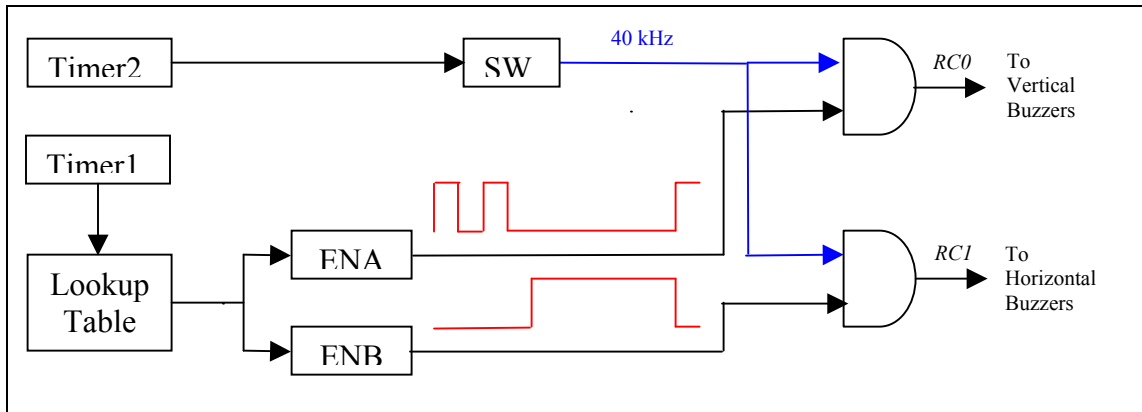 Timer2
SW
40 kHz
RC0
To
Vertical
Buzzers
Timer1
Lookup
Table
ENA
ENB
RC1
To
Horizontal
Buzzers